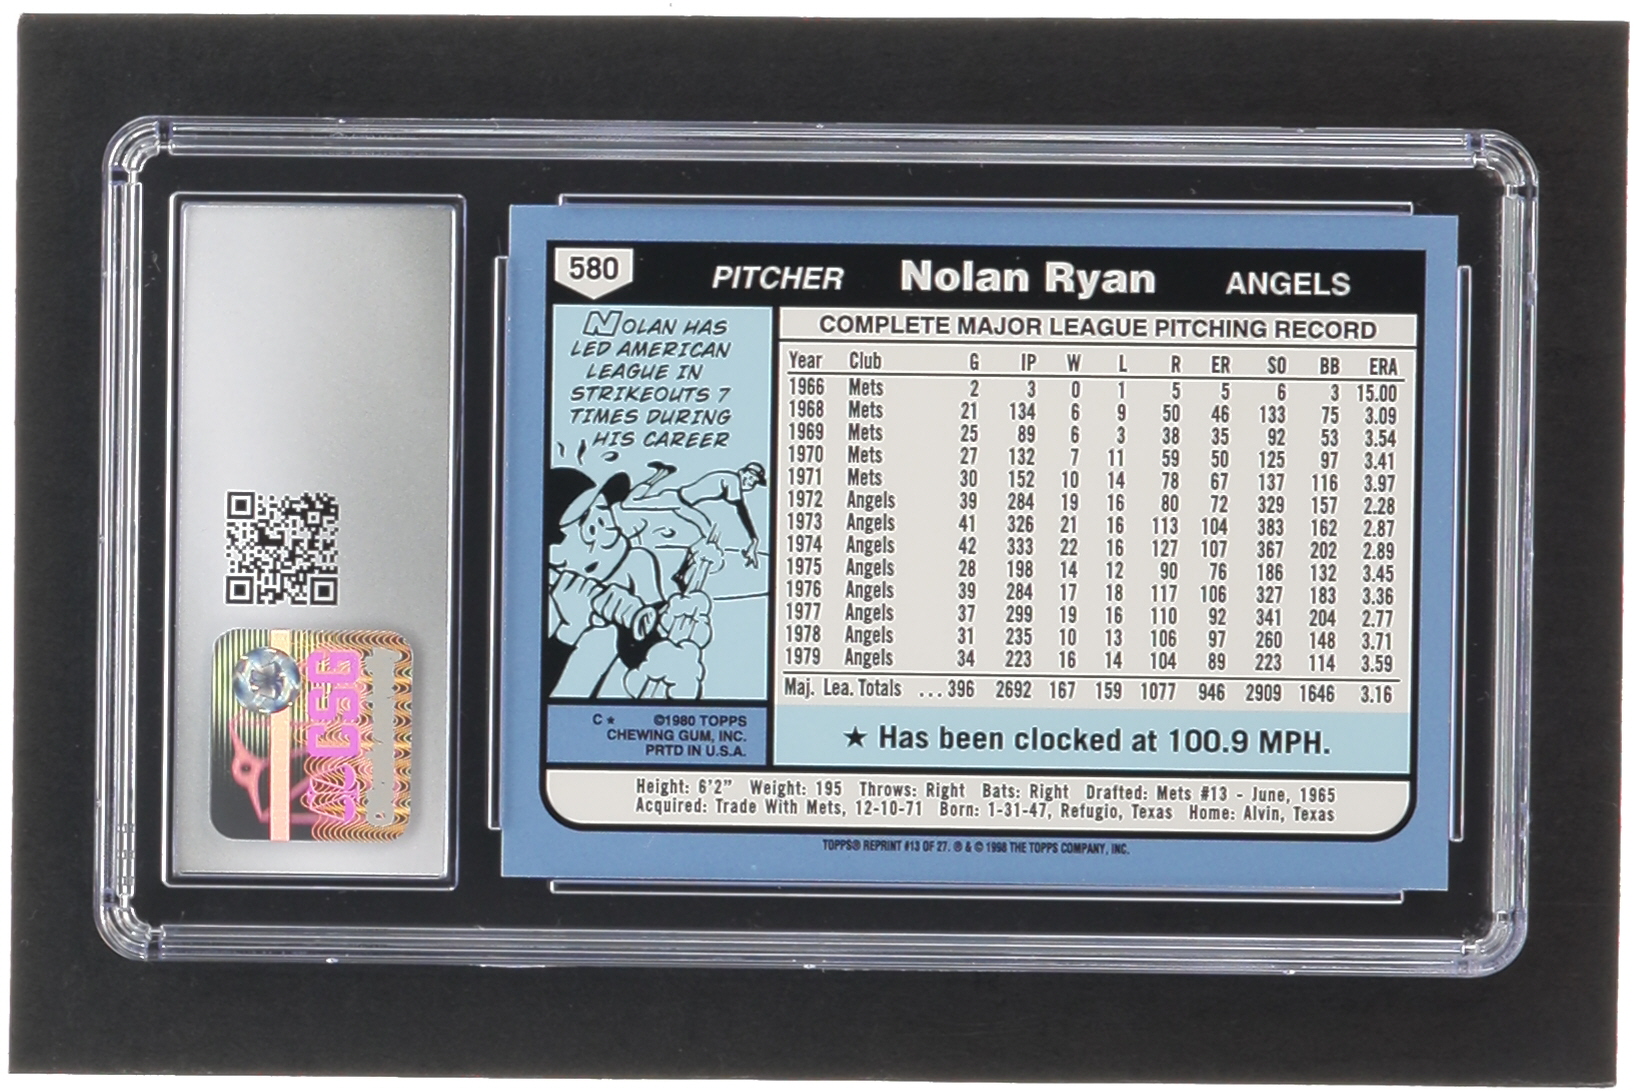 580 PITCHER Nolan Ryan ANGELS
NOLAN HAS
LED AMERICAN
LEAGUE IN
STRIKEOUTS 7
TIMES DURING
HIS CAREER
C★ ©1980 TOPPS
CHEWING GUM, INC.
PRTD IN U.S.A.
COMPLETE MAJOR LEAGUE PITCHING RECORD
Year Club G IP W L R ER SO BB ERA
1966 Mets 2 3 0 1 5 5 6 3 15.00
1968 Mets 21 134 6 9 50 46 133 75 3.09
1969 Mets 25 89 6 3 38 35 92 53 3.54
1970 Mets 27 132 7 11 59 50 125 97 3.41
1971 Mets 30 152 10 14 78 67 137 116 3.97
1972 Angels 39 284 19 16 80 72 329 157 2.28
1973 Angels 41 326 21 16 113 104 383 162 2.87
1974 Angels 42 333 22 16 127 107 367 202 2.89
1975 Angels 28 198 14 12 90 76 186 132 3.45
1976 Angels 39 284 17 18 117 106 327 183 3.36
1977 Angels 37 299 19 16 110 92 341 204 2.77
1978 Angels 31 235 10 13 106 97 260 148 3.71
1979 Angels 34 223 16 14 104 89 223 114 3.59
Maj. Lea. Totals ...396 2692 167 159 1077 946 2909 1646 3.16
★ Has been clocked at 100.9 MPH.
Height: 6'2" Weight: 195 Throws: Right Bats: Right Drafted: Mets #13 - June, 1965
Acquired: Trade With Mets, 12-10-71 Born: 1-31-47, Refugio, Texas Home: Alvin, Texas
TOPPS® REPRINT #13 OF 27. ® & © 1998 THE TOPPS COMPANY, INC.
CSG